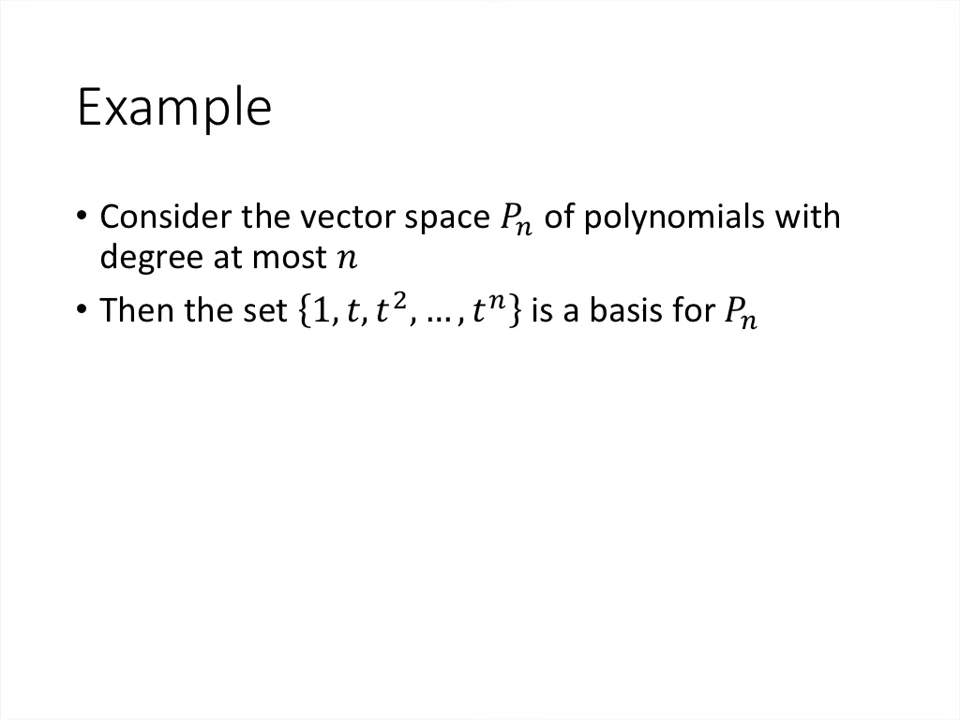 Example
• Consider the vector space 𝑃ₙ of polynomials with
degree at most 𝑛
• Then the set {1, 𝑡, 𝑡², … , 𝑡ⁿ} is a basis for 𝑃ₙ